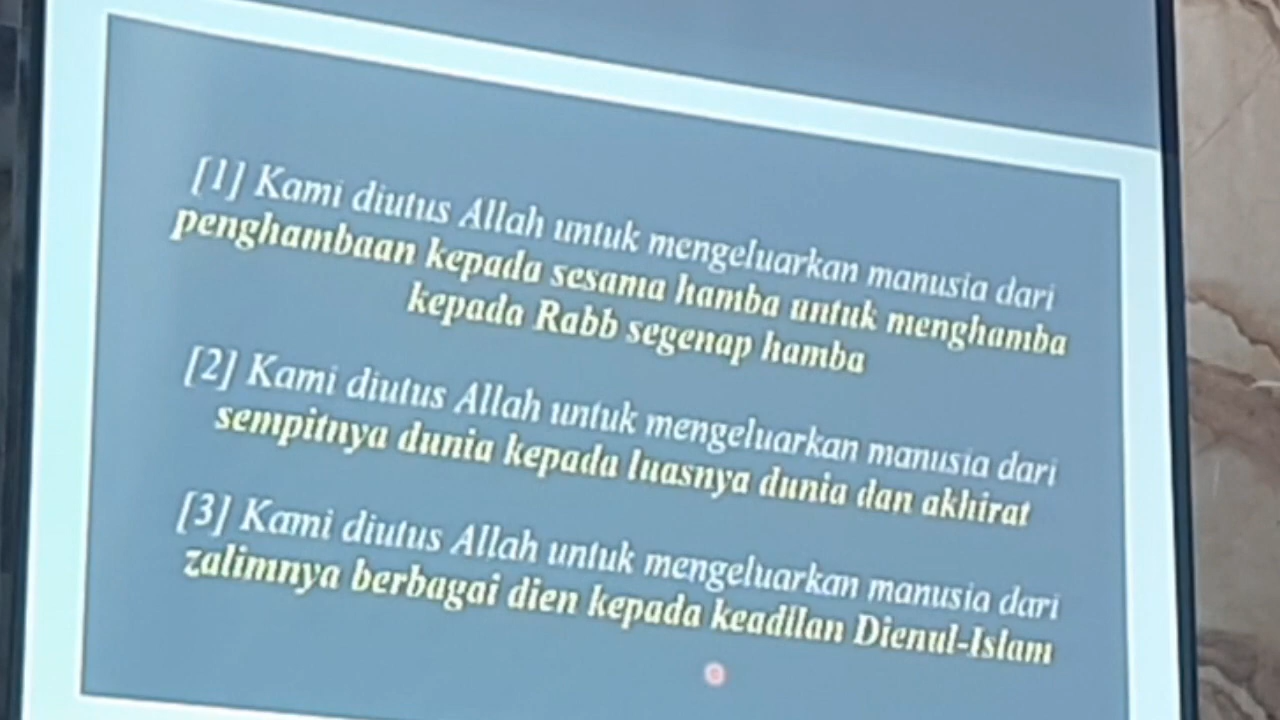 [1] Kami diutus Allah untuk mengeluarkan manusia dari
penghambaan kepada sesama hamba untuk menghamba
kepada Rabb segenap hamba
[2] Kami diutus Allah untuk mengeluarkan manusia dari
sempitnya dunia kepada luasnya dunia dan akhirat
[3] Kami diutus Allah untuk mengeluarkan manusia dari
zalimnya berbagai dien kepada keadilan Dienul-Islam